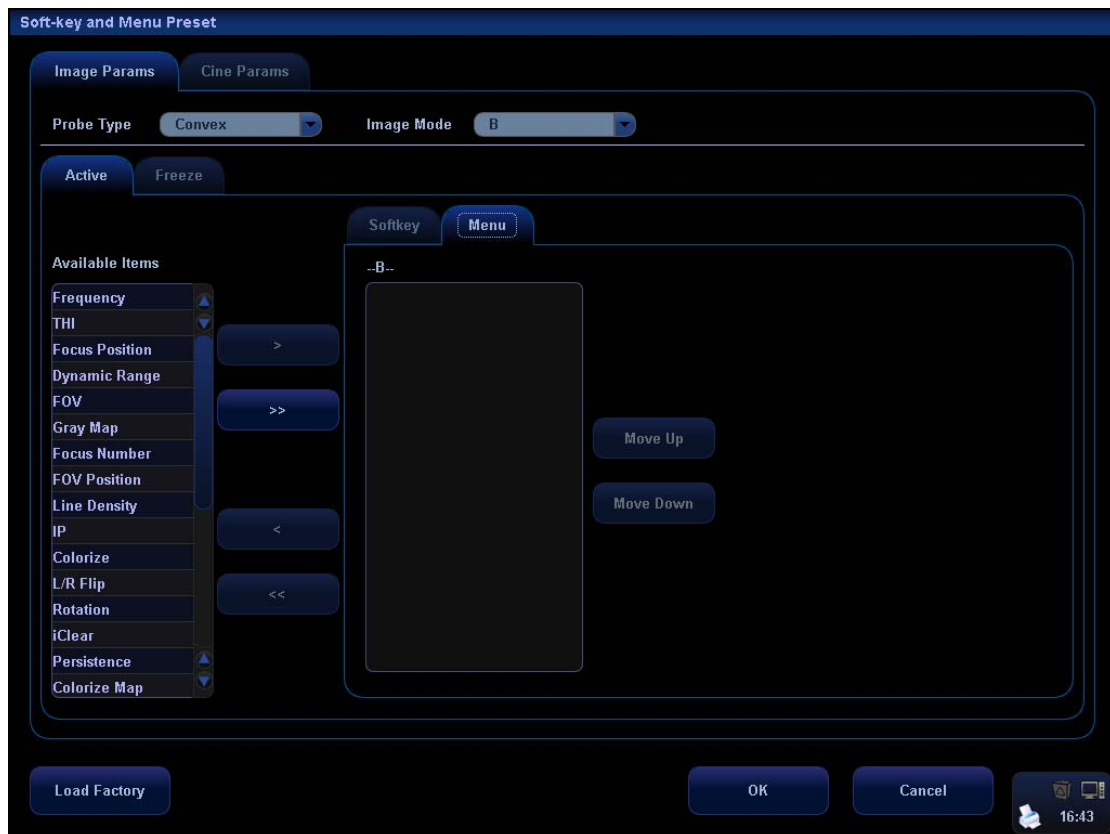 Soft-key and Menu Preset
Image Params Cine Params
Probe Type Convex Image Mode B
Active Freeze
Softkey Menu
Available Items
--B--
Frequency
THI
Focus Position
Dynamic Range
FOV
Gray Map
Focus Number
FOV Position
Line Density
IP
Colorize
L/R Flip
Rotation
iClear
Persistence
Colorize Map
>
>>
<
<<
Move Up
Move Down
Load Factory OK Cancel
16:43